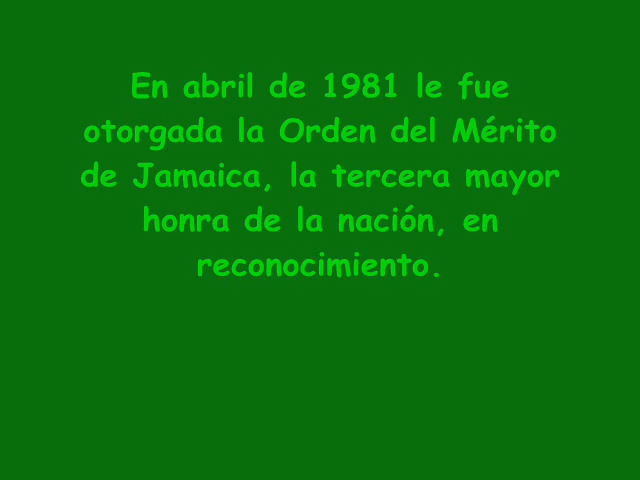 En abril de 1981 le fue
otorgada la Orden del Mérito
de Jamaica, la tercera mayor
honra de la nación, en
reconocimiento.